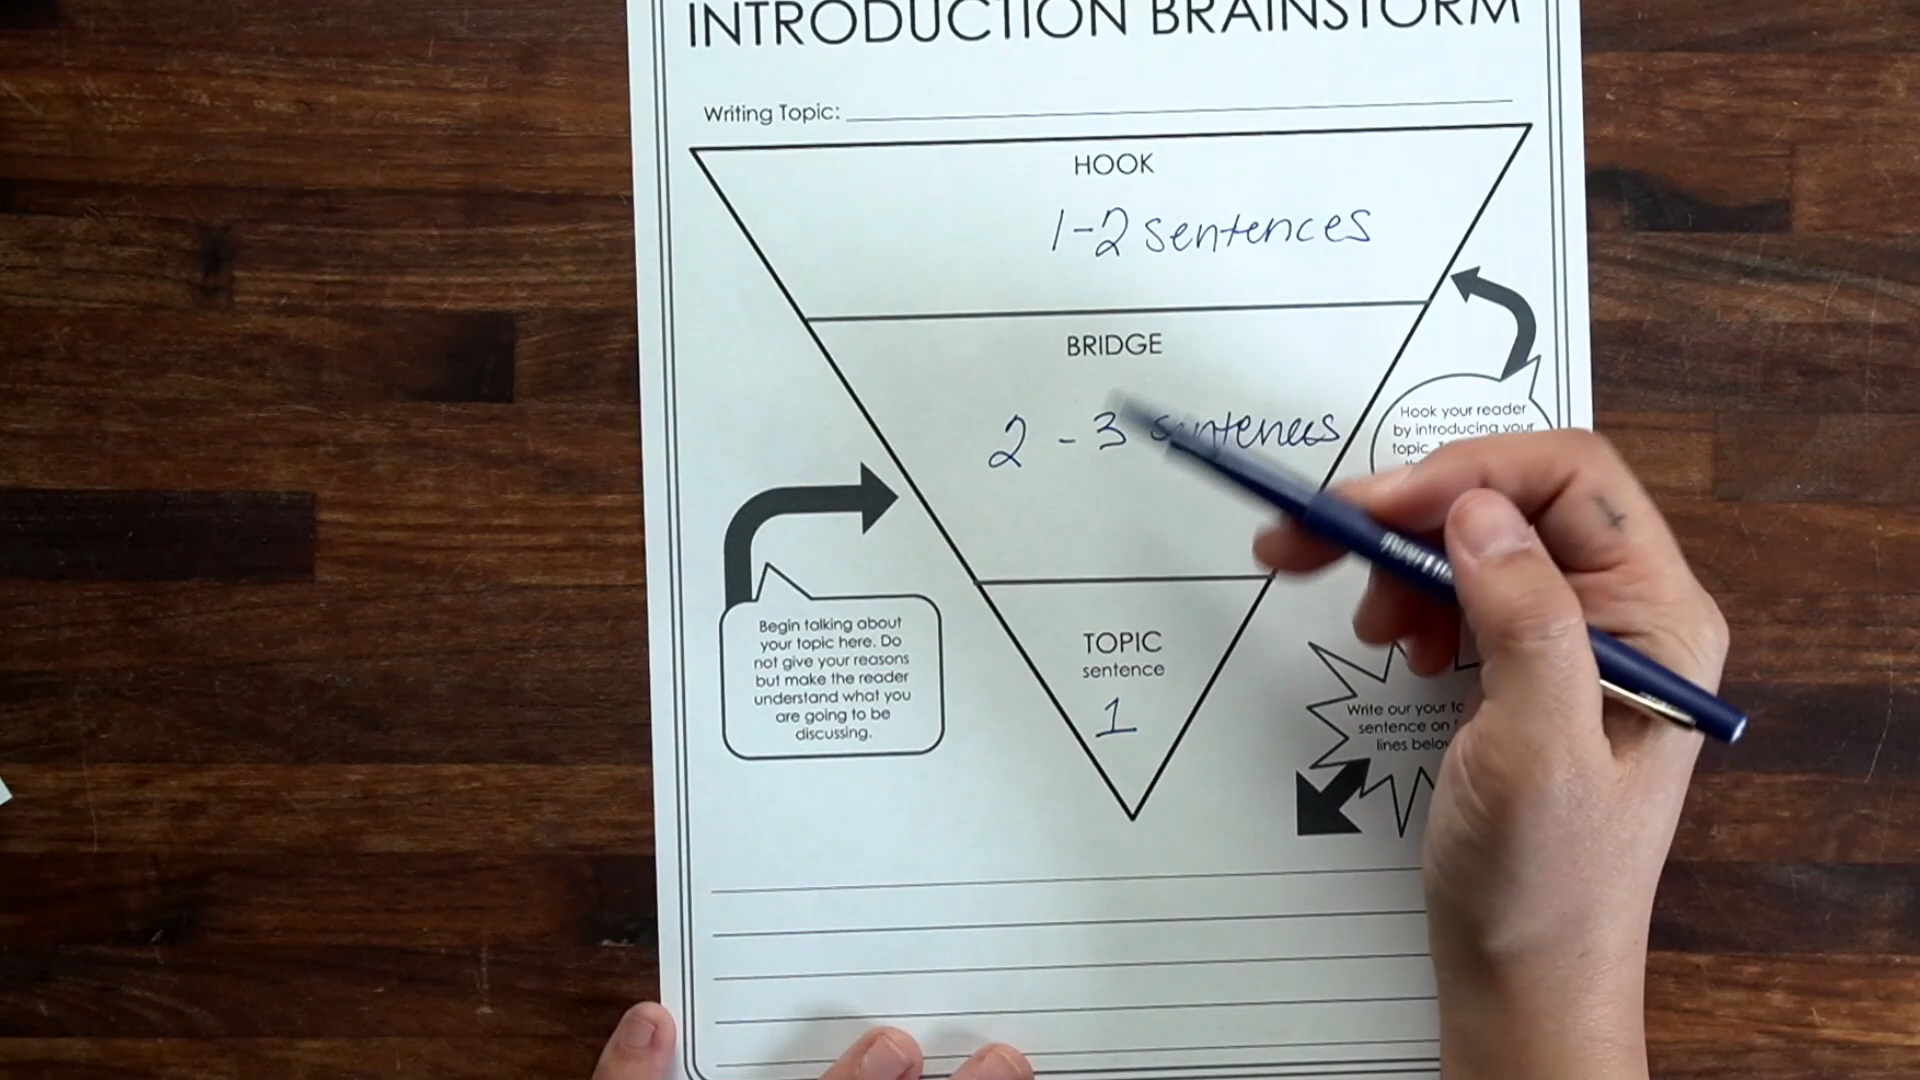 INTRODUCTION BRAINSTORM
Writing Topic:
HOOK
1-2 sentences
BRIDGE
2 - 3 sentences
Hook your reader
by introducing your
topic.
Begin talking about
your topic here. Do
not give your reasons
but make the reader
understand what you
are going to be
discussing.
TOPIC
sentence
1
Write our your
sentence on
lines below